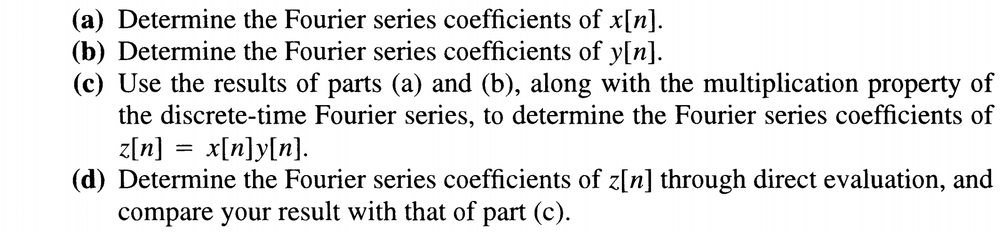 (a) Determine the Fourier series coefficients of x[n].
(b) Determine the Fourier series coefficients of y[n].
(c) Use the results of parts (a) and (b), along with the multiplication property of
the discrete-time Fourier series, to determine the Fourier series coefficients of
z[n] = x[n]y[n].
(d) Determine the Fourier series coefficients of z[n] through direct evaluation, and
compare your result with that of part (c).